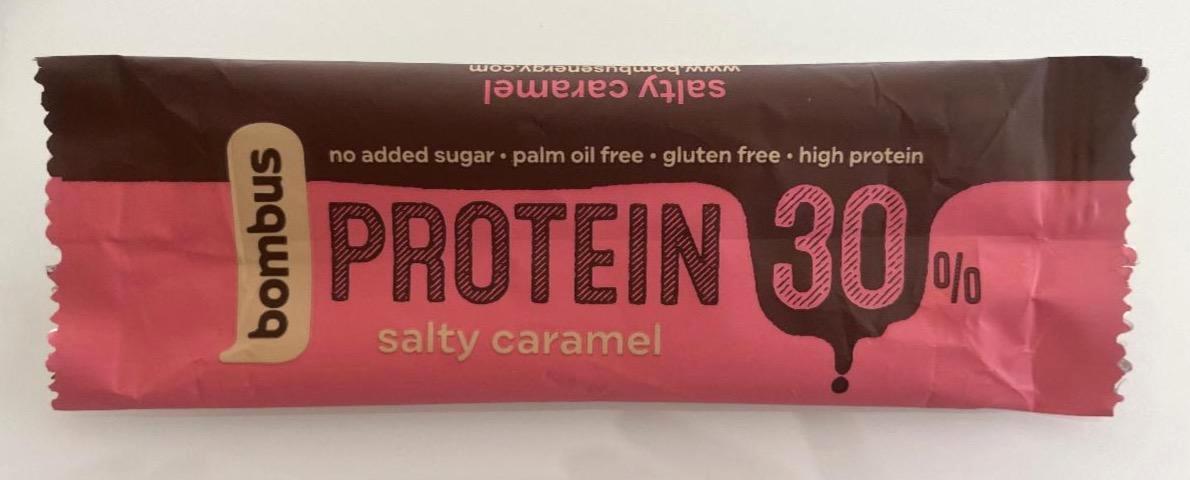 www.bombusenergy.com
salty caramel
no added sugar • palm oil free • gluten free • high protein
bombus
PROTEIN 30%
salty caramel